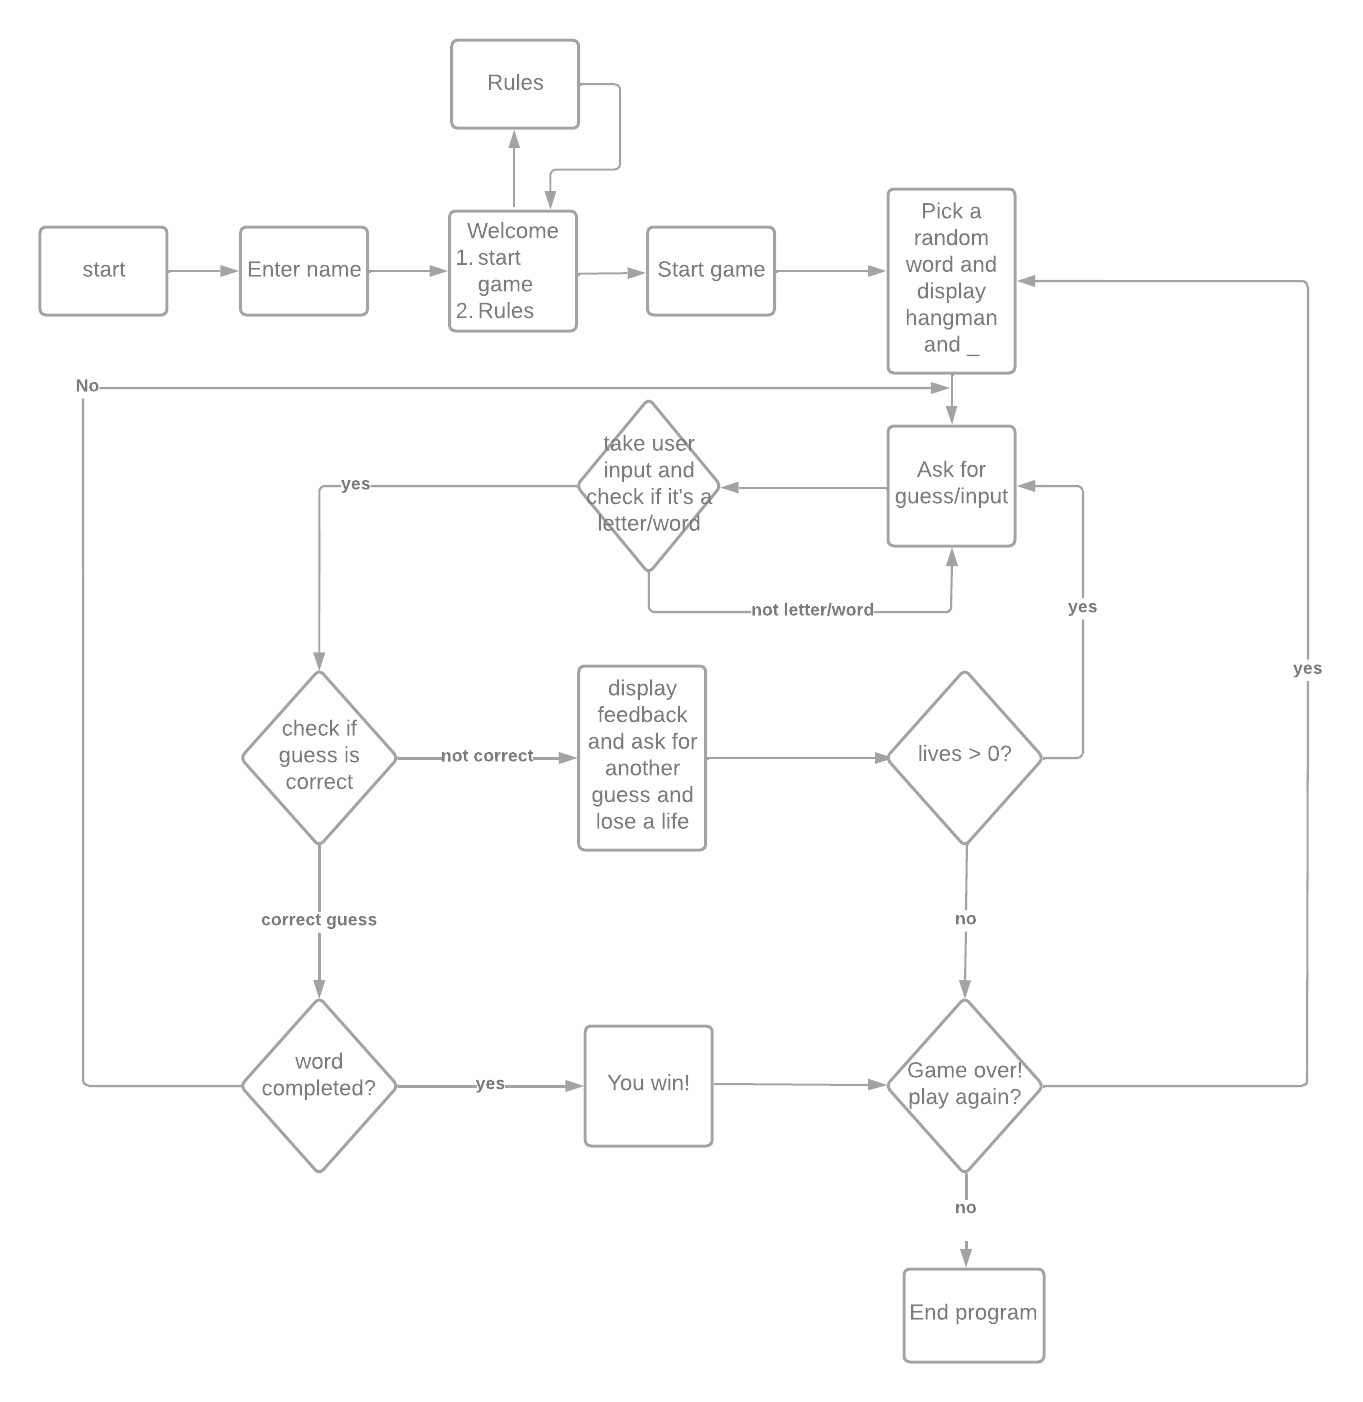 Rules
start
Enter name
Welcome
1. start
game
2. Rules
Start game
Pick a
random
word and
display
hangman
and _
No
take user
input and
check if it's a
letter/word
yes
Ask for
guess/input
not letter/word
yes
yes
check if
guess is
correct
not correct
display
feedback
and ask for
another
guess and
lose a life
lives > 0?
correct guess
no
word
completed?
yes
You win!
Game over!
play again?
no
End program